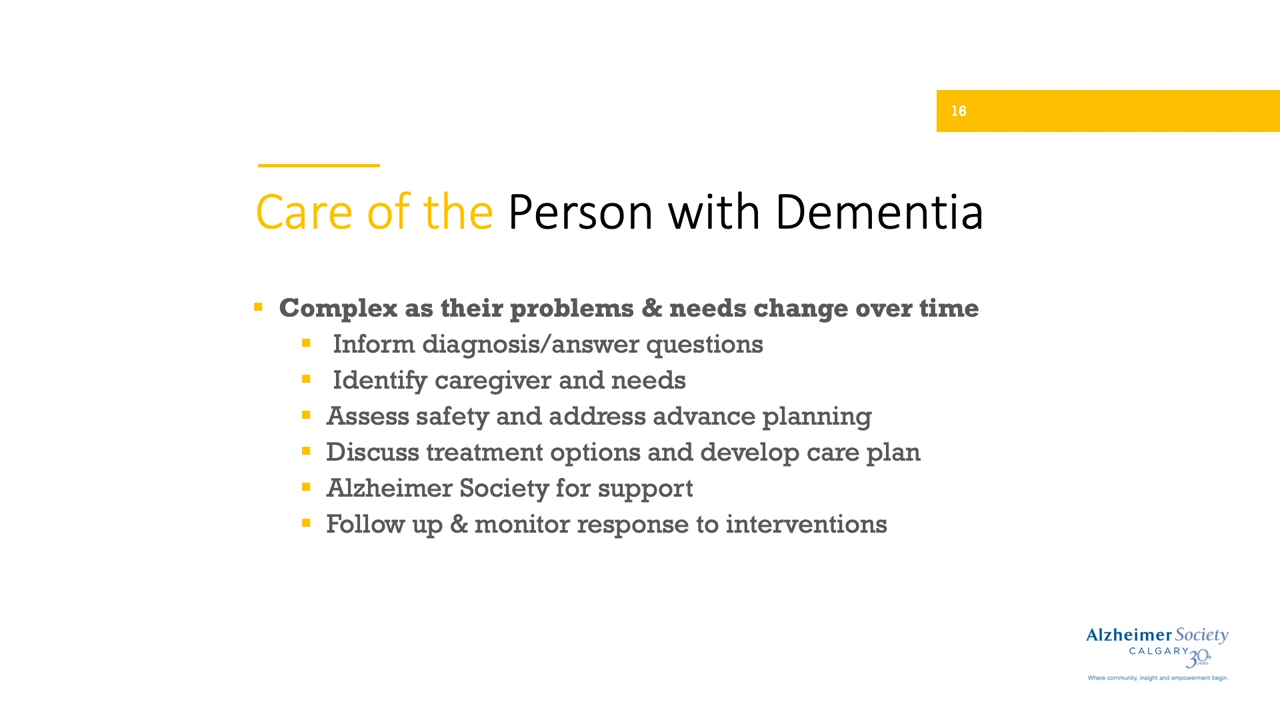 16
Care of the Person with Dementia
Complex as their problems & needs change over time
Inform diagnosis/answer questions
Identify caregiver and needs
Assess safety and address advance planning
Discuss treatment options and develop care plan
Alzheimer Society for support
Follow up & monitor response to interventions
Alzheimer Society
CALGARY
30+
years
Where community, insight and empowerment begin.